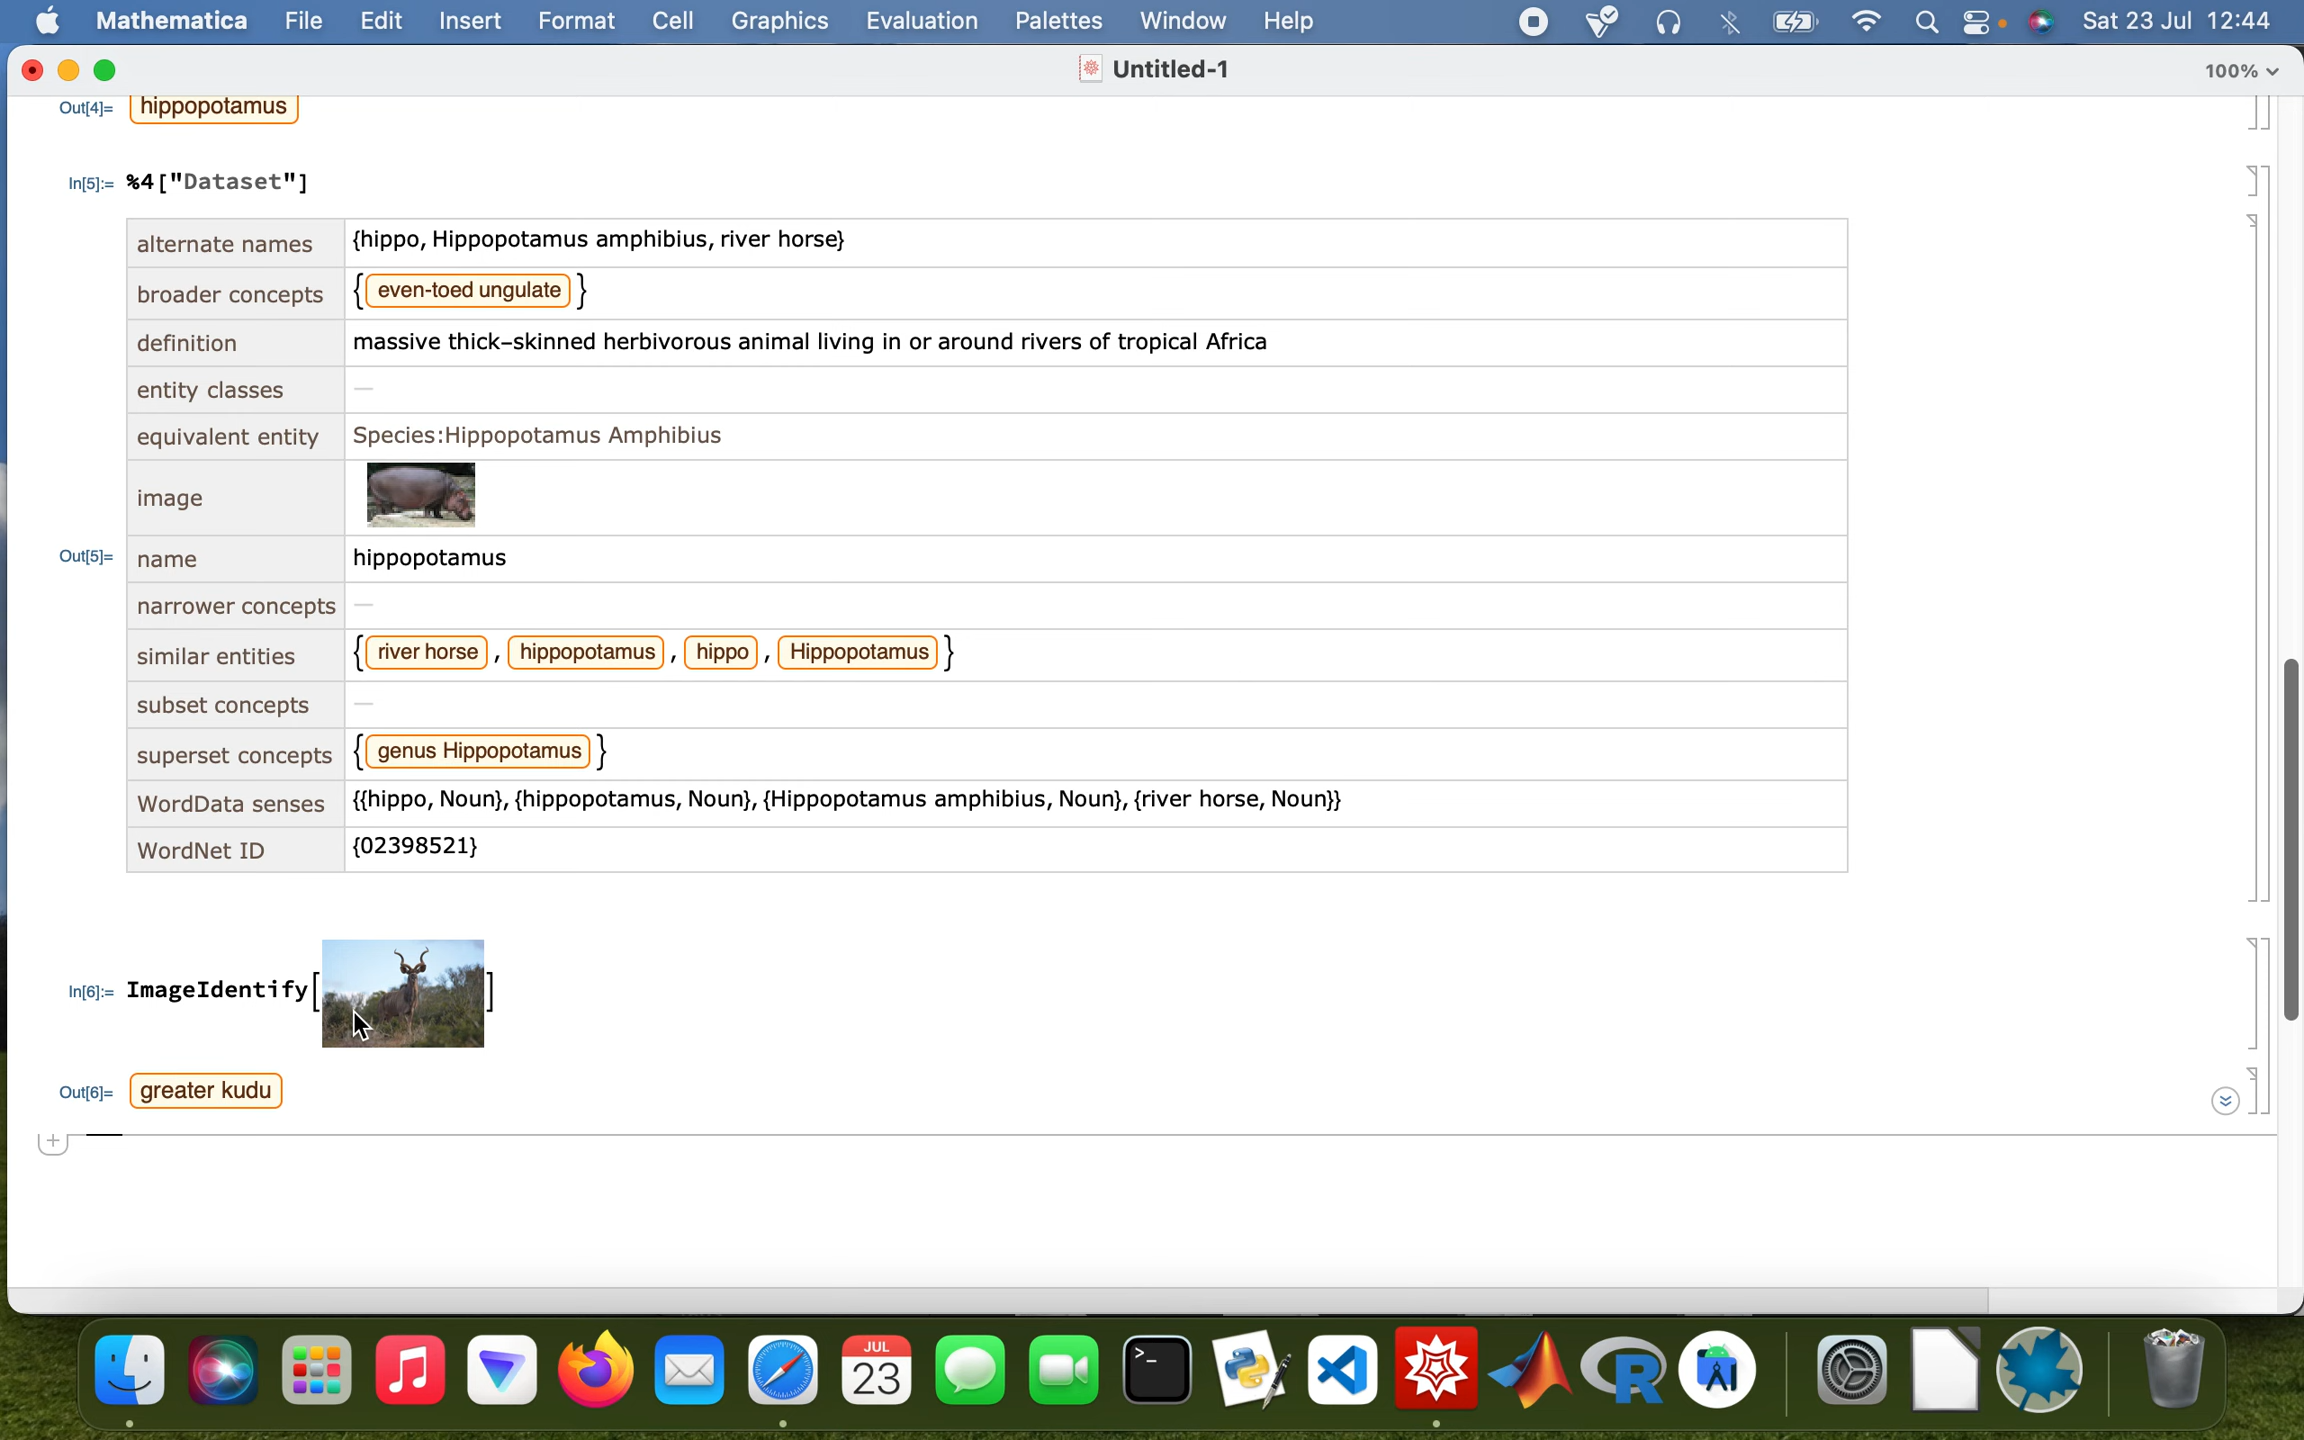 Mathematica File Edit Insert Format Cell Graphics Evaluation Palettes Window Help Sat 23 Jul 12:44
Untitled-1 100%
Out[4]= hippopotamus
In[5]:= %4["Dataset"]
alternate names {hippo, Hippopotamus amphibius, river horse}
broader concepts { even-toed ungulate }
definition massive thick-skinned herbivorous animal living in or around rivers of tropical Africa
entity classes —
equivalent entity Species:Hippopotamus Amphibius
image
Out[5]= name hippopotamus
narrower concepts —
similar entities { river horse , hippopotamus , hippo , Hippopotamus }
subset concepts —
superset concepts { genus Hippopotamus }
WordData senses {{hippo, Noun}, {hippopotamus, Noun}, {Hippopotamus amphibius, Noun}, {river horse, Noun}}
WordNet ID {02398521}
In[6]:= ImageIdentify[ ]
Out[6]= greater kudu
+
JUL
23
>_
R